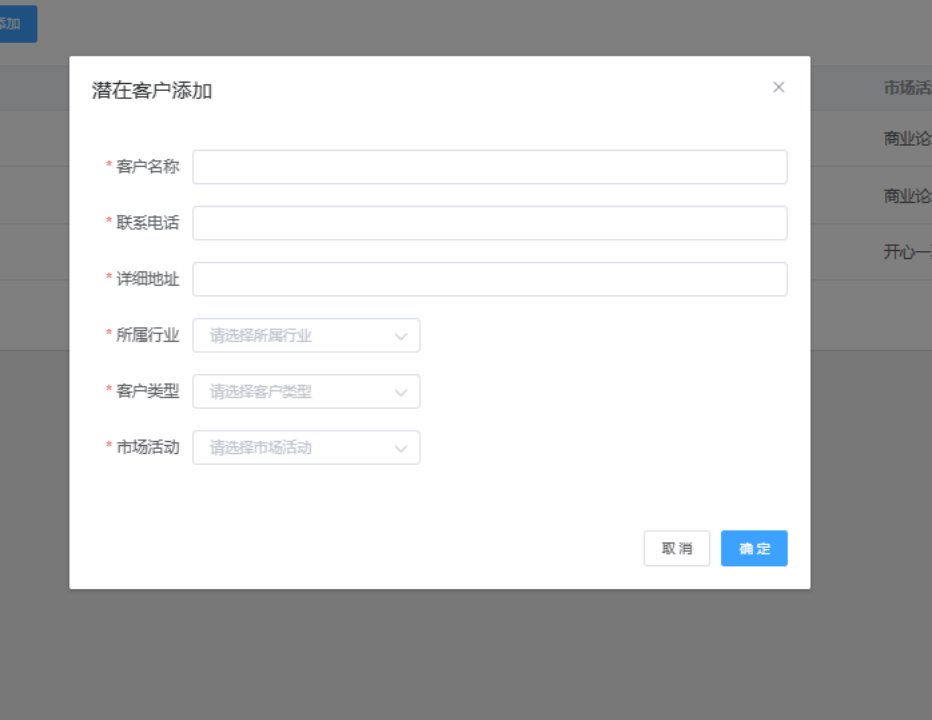 添加
潜在客户添加
市场活
* 客户名称
商业论
* 联系电话
商业论
* 详细地址
开心一
* 所属行业 请选择所属行业
* 客户类型 请选择客户类型
* 市场活动 请选择市场活动
取 消
确 定